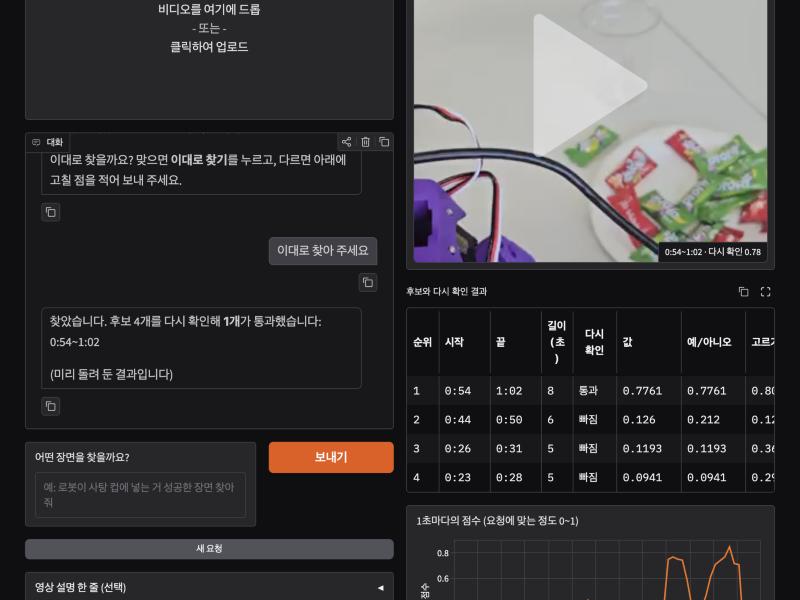 비디오를 여기에 드롭
- 또는 -
클릭하여 업로드
대화
이대로 찾을까요? 맞으면 이대로 찾기를 누르고, 다르면 아래에
고칠 점을 적어 보내 주세요.
이대로 찾아 주세요
찾았습니다. 후보 4개를 다시 확인해 1개가 통과했습니다:
0:54~1:02
(미리 돌려 둔 결과입니다)
어떤 장면을 찾을까요?
예: 로봇이 사탕 컵에 넣는 거 성공한 장면 찾아
줘
보내기
새 요청
영상 설명 한 줄 (선택)
0:54~1:02 · 다시 확인 0.78
후보와 다시 확인 결과
순위 시작 끝 길이 (초) 다시 확인 값 예/아니오
1 0:54 1:02 8 통과 0.7761 0.7761
2 0:44 0:50 6 빠짐 0.126 0.212
3 0:26 0:31 5 빠짐 0.1193 0.1193
4 0:23 0:28 5 빠짐 0.0941 0.0941
1초마다의 점수 (요청에 맞는 정도 0~1)
0.8
0.6
점수